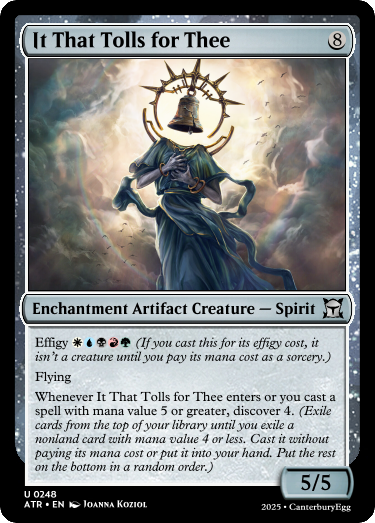 It That Tolls for Thee 8
Enchantment Artifact Creature — Spirit
Effigy (If you cast this for its effigy cost, it
isn't a creature until you pay its mana cost as a sorcery.)
Flying
Whenever It That Tolls for Thee enters or you cast a
spell with mana value 5 or greater, discover 4. (Exile
cards from the top of your library until you exile a
nonland card with mana value 4 or less. Cast it without
paying its mana cost or put it into your hand. Put the
rest on the bottom in a random order.)
5/5
U 0248
ATR • EN Joanna Koziol
2025 • CanterburyEgg